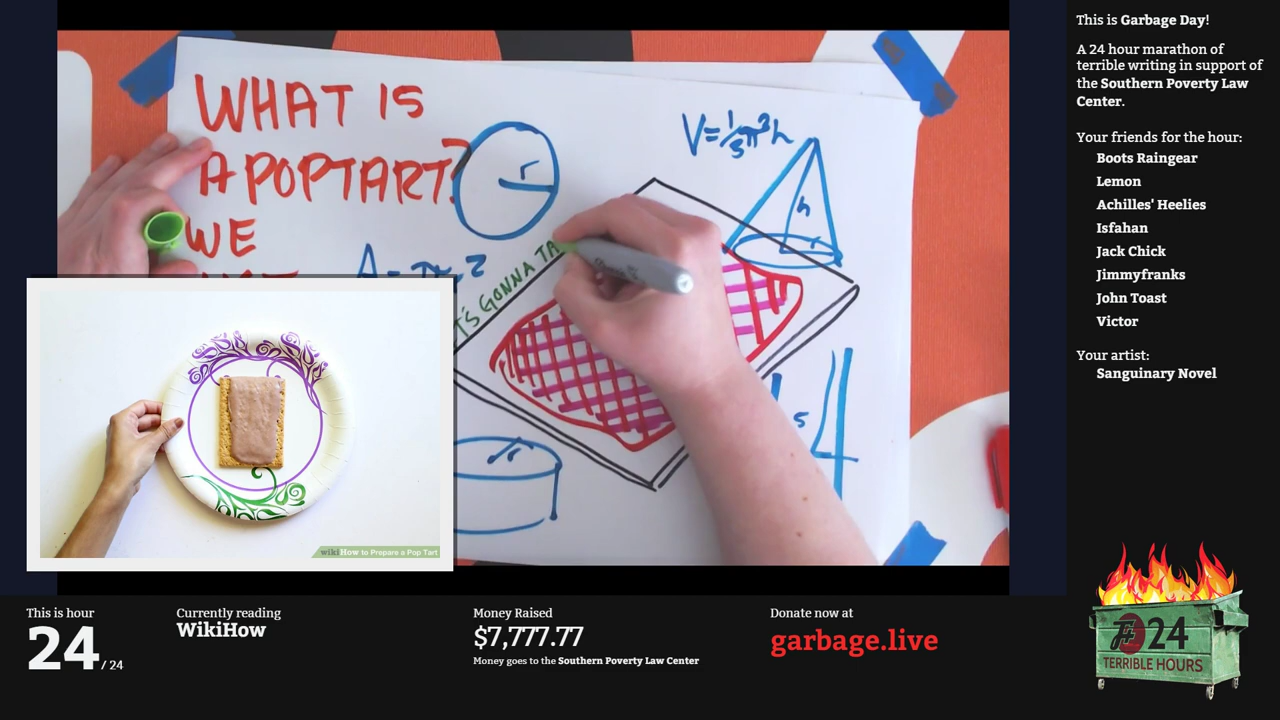 WHAT IS
A POPTART?
WE
r
V=1/3π³h
h
IT'S GONNA TA
5
wikiHow to Prepare a Pop Tart
This is Garbage Day!
A 24 hour marathon of
terrible writing in support of
the Southern Poverty Law
Center.
Your friends for the hour:
Boots Raingear
Lemon
Achilles' Heelies
Isfahan
Jack Chick
Jimmyfranks
John Toast
Victor
Your artist:
Sanguinary Novel
This is hour
24 / 24
Currently reading
WikiHow
Money Raised
$7,777.77
Money goes to the Southern Poverty Law Center
Donate now at
garbage.live
24
TERRIBLE HOURS